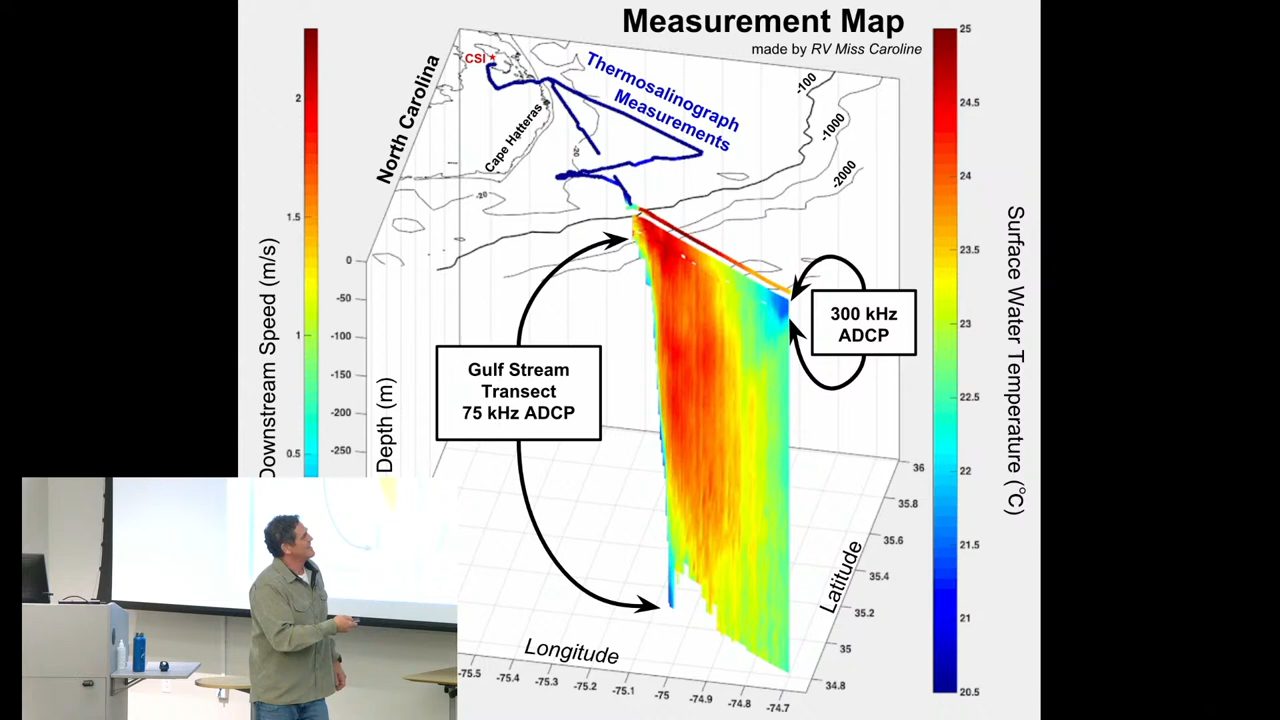 Measurement Map
made by RV Miss Caroline
North Carolina
CSI
Cape Hatteras
Thermosalinograph
Measurements
-100
-1000
-2000
-20
-20
Downstream Speed (m/s)
2
1.5
1
0.5
Depth (m)
0
-50
-100
-150
-200
-250
Gulf Stream
Transect
75 kHz ADCP
300 kHz
ADCP
Longitude
-75.5
-75.4
-75.3
-75.2
-75.1
-75
-74.9
-74.8
-74.7
Latitude
36
35.8
35.6
35.4
35.2
35
34.8
Surface Water Temperature (°C)
25
24.5
24
23.5
23
22.5
22
21.5
21
20.5